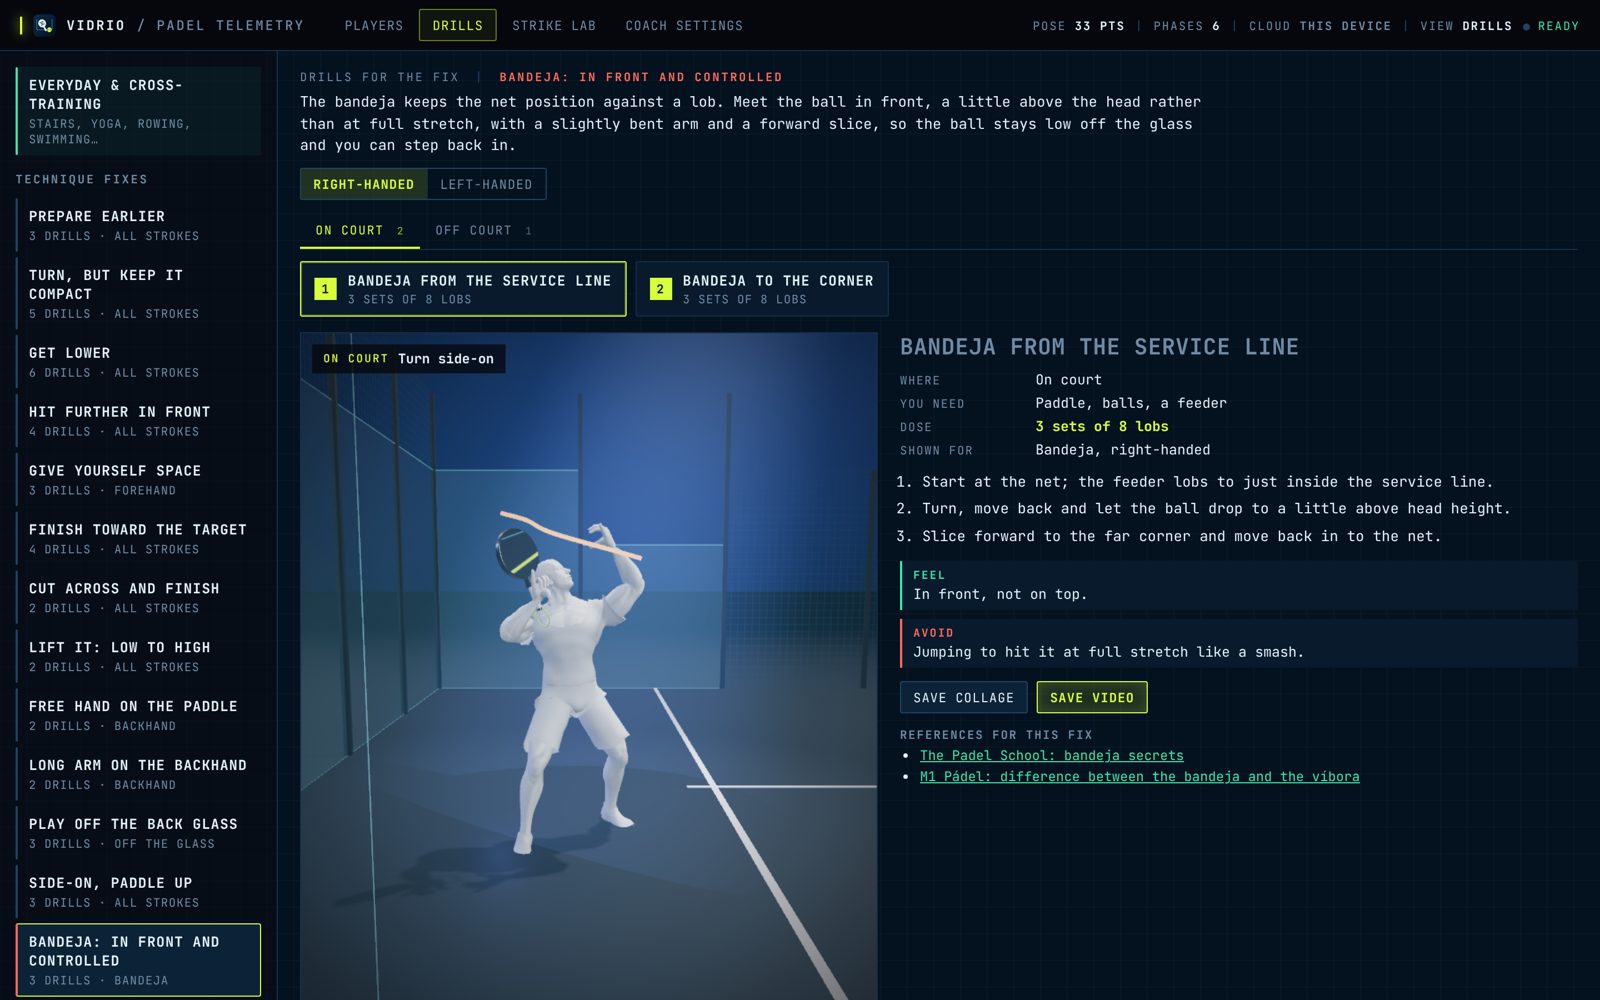 VIDRIO / PADEL TELEMETRY
PLAYERS
DRILLS
STRIKE LAB
COACH SETTINGS
POSE 33 PTS | PHASES 6 | CLOUD THIS DEVICE | VIEW DRILLS READY
EVERYDAY & CROSS-
TRAINING
STAIRS, YOGA, ROWING,
SWIMMING…
TECHNIQUE FIXES
PREPARE EARLIER
3 DRILLS · ALL STROKES
TURN, BUT KEEP IT
COMPACT
5 DRILLS · ALL STROKES
GET LOWER
6 DRILLS · ALL STROKES
HIT FURTHER IN FRONT
4 DRILLS · ALL STROKES
GIVE YOURSELF SPACE
3 DRILLS · FOREHAND
FINISH TOWARD THE TARGET
4 DRILLS · ALL STROKES
CUT ACROSS AND FINISH
2 DRILLS · ALL STROKES
LIFT IT: LOW TO HIGH
2 DRILLS · ALL STROKES
FREE HAND ON THE PADDLE
2 DRILLS · BACKHAND
LONG ARM ON THE BACKHAND
2 DRILLS · BACKHAND
PLAY OFF THE BACK GLASS
3 DRILLS · OFF THE GLASS
SIDE-ON, PADDLE UP
3 DRILLS · ALL STROKES
BANDEJA: IN FRONT AND
CONTROLLED
3 DRILLS · BANDEJA
DRILLS FOR THE FIX | BANDEJA: IN FRONT AND CONTROLLED
The bandeja keeps the net position against a lob. Meet the ball in front, a little above the head rather
than at full stretch, with a slightly bent arm and a forward slice, so the ball stays low off the glass
and you can step back in.
RIGHT-HANDED
LEFT-HANDED
ON COURT 2
OFF COURT 1
1 BANDEJA FROM THE SERVICE LINE
3 SETS OF 8 LOBS
2 BANDEJA TO THE CORNER
3 SETS OF 8 LOBS
ON COURT Turn side-on
BANDEJA FROM THE SERVICE LINE
WHERE On court
YOU NEED Paddle, balls, a feeder
DOSE 3 sets of 8 lobs
SHOWN FOR Bandeja, right-handed
1. Start at the net; the feeder lobs to just inside the service line.
2. Turn, move back and let the ball drop to a little above head height.
3. Slice forward to the far corner and move back in to the net.
FEEL
In front, not on top.
AVOID
Jumping to hit it at full stretch like a smash.
SAVE COLLAGE
SAVE VIDEO
REFERENCES FOR THIS FIX
• The Padel School: bandeja secrets
• M1 Pádel: difference between the bandeja and the víbora